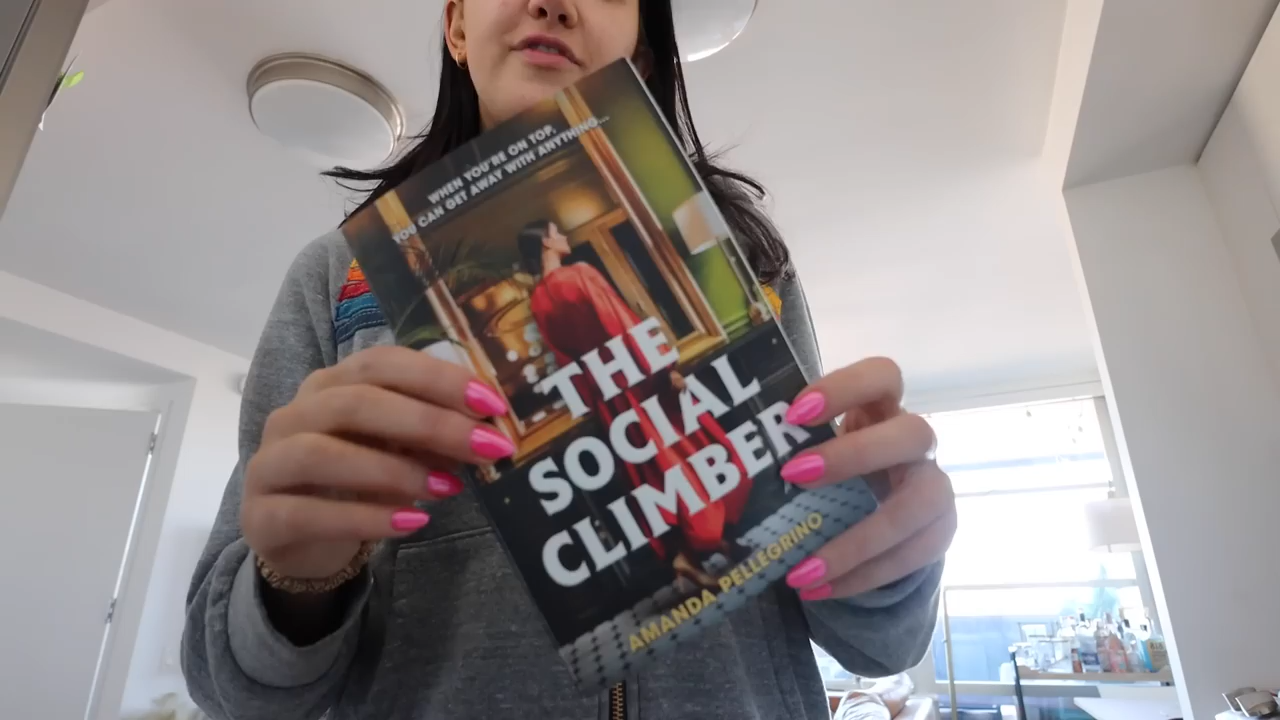 WHEN YOU'RE ON TOP,
YOU CAN GET AWAY WITH ANYTHING...
THE
SOCIAL
CLIMBER
AMANDA PELLEGRINO